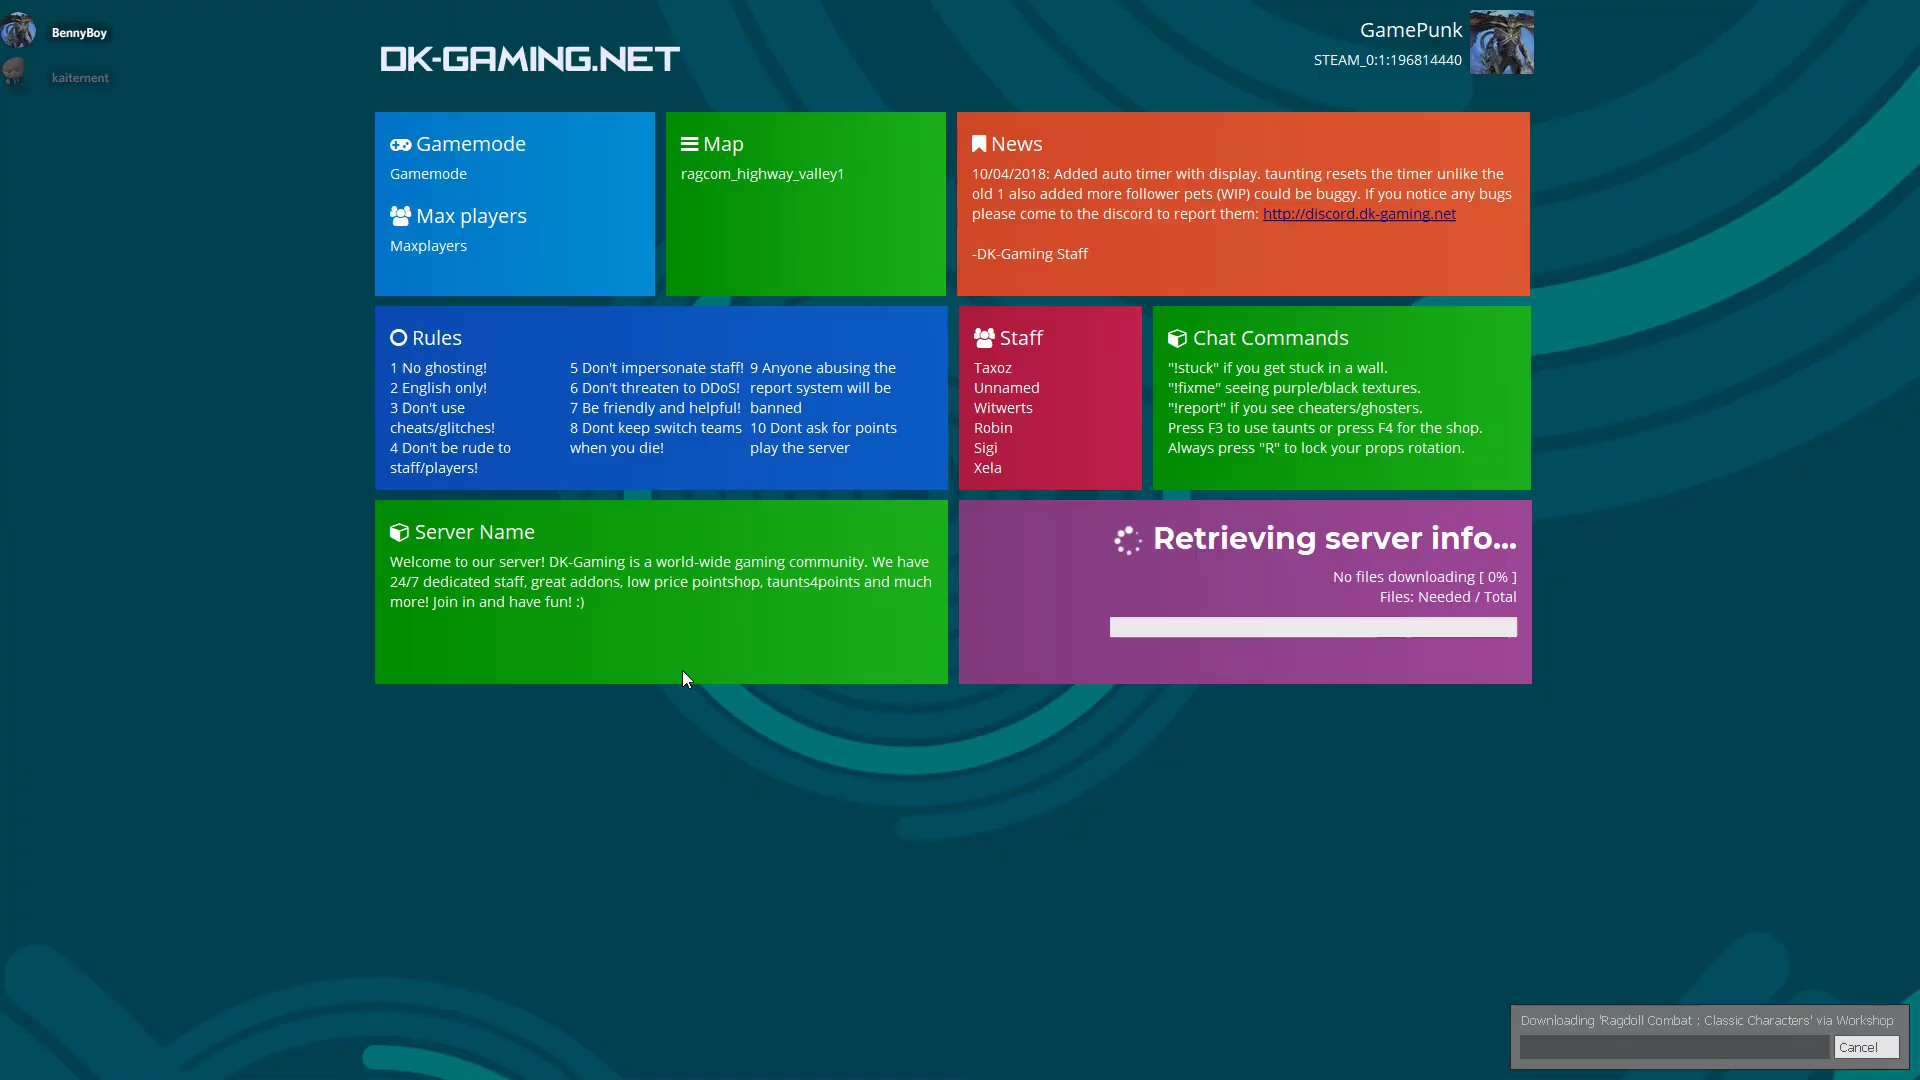 BennyBoy
kaiternent
DK-GAMING.NET
GamePunk
STEAM_0:1:196814440
Gamemode
Gamemode
Max players
Maxplayers
Map
ragcom_highway_valley1
News
10/04/2018: Added auto timer with display. taunting resets the timer unlike the
old 1 also added more follower pets (WIP) could be buggy. If you notice any bugs
please come to the discord to report them: http://discord.dk-gaming.net
-DK-Gaming Staff
Rules
1 No ghosting!
2 English only!
3 Don't use
cheats/glitches!
4 Don't be rude to
staff/players!
5 Don't impersonate staff!
6 Don't threaten to DDoS!
7 Be friendly and helpful!
8 Dont keep switch teams
when you die!
9 Anyone abusing the
report system will be
banned
10 Dont ask for points
play the server
Staff
Taxoz
Unnamed
Witwerts
Robin
Sigi
Xela
Chat Commands
"!stuck" if you get stuck in a wall.
"!fixme" seeing purple/black textures.
"!report" if you see cheaters/ghosters.
Press F3 to use taunts or press F4 for the shop.
Always press "R" to lock your props rotation.
Server Name
Welcome to our server! DK-Gaming is a world-wide gaming community. We have
24/7 dedicated staff, great addons, low price pointshop, taunts4points and much
more! Join in and have fun! :)
Retrieving server info...
No files downloading [ 0% ]
Files: Needed / Total
Downloading 'Ragdoll Combat : Classic Characters' via Workshop
Cancel